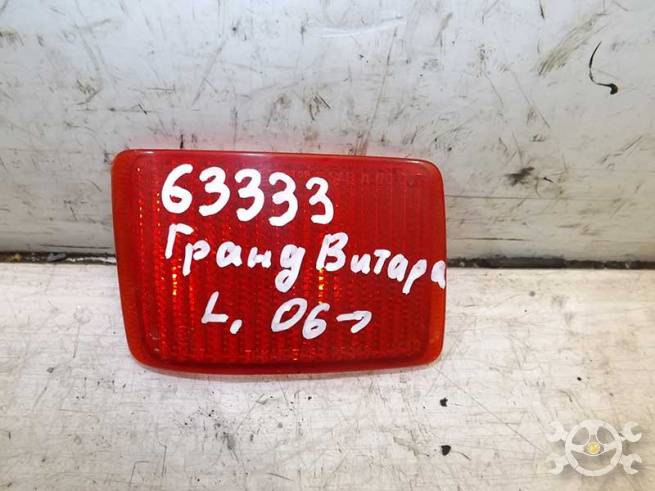 63333
Гранд Витара
L, 06→